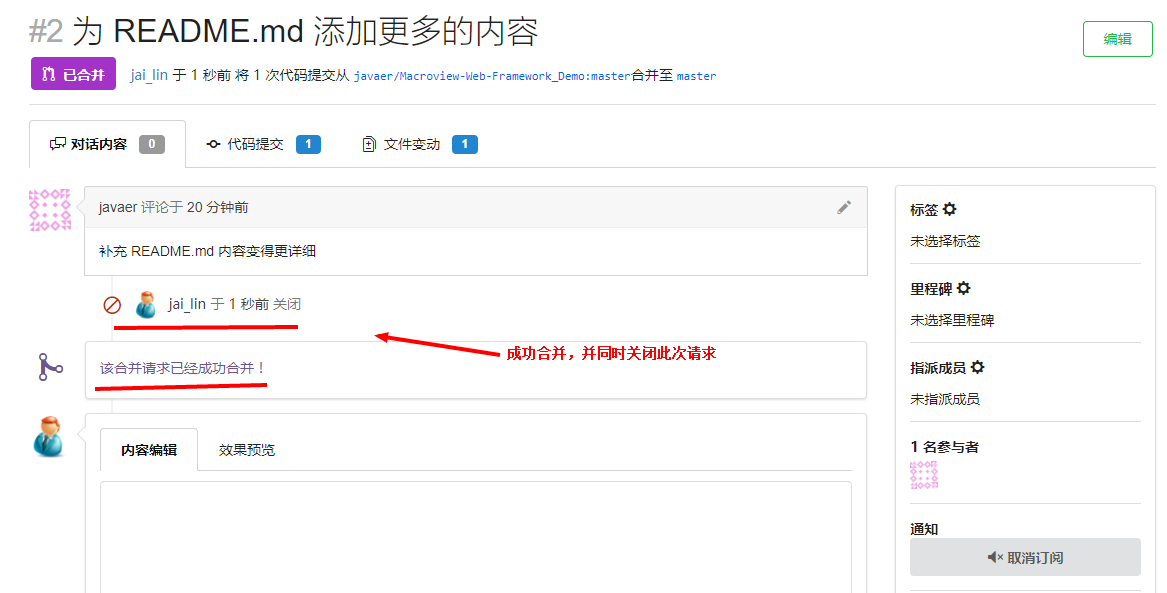 #2 为 README.md 添加更多的内容
编辑
已合并 jai_lin 于 1 秒前 将 1 次代码提交从 javaer/Macroview-Web-Framework_Demo:master合并至 master
对话内容 0 代码提交 1 文件变动 1
javaer 评论于 20 分钟前
补充 README.md 内容变得更详细
jai_lin 于 1 秒前 关闭
成功合并，并同时关闭此次请求
该合并请求已经成功合并！
内容编辑 效果预览
标签
未选择标签
里程碑
未选择里程碑
指派成员
未指派成员
1 名参与者
通知
取消订阅